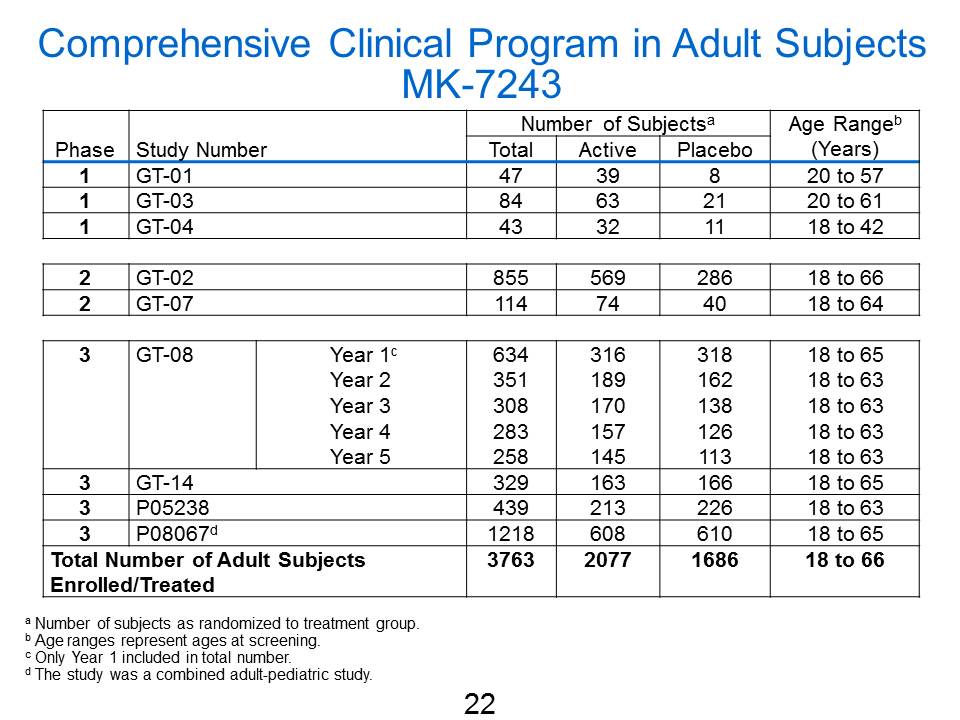 Comprehensive Clinical Program in Adult Subjects
MK-7243
Number of Subjectsᵃ Age Rangeᵇ
Phase Study Number Total Active Placebo (Years)
1 GT-01 47 39 8 20 to 57
1 GT-03 84 63 21 20 to 61
1 GT-04 43 32 11 18 to 42
2 GT-02 855 569 286 18 to 66
2 GT-07 114 74 40 18 to 64
3 GT-08 Year 1ᶜ 634 316 318 18 to 65
Year 2 351 189 162 18 to 63
Year 3 308 170 138 18 to 63
Year 4 283 157 126 18 to 63
Year 5 258 145 113 18 to 63
3 GT-14 329 163 166 18 to 65
3 P05238 439 213 226 18 to 63
3 P08067ᵈ 1218 608 610 18 to 65
Total Number of Adult Subjects 3763 2077 1686 18 to 66
Enrolled/Treated
ᵃ Number of subjects as randomized to treatment group.
ᵇ Age ranges represent ages at screening.
ᶜ Only Year 1 included in total number.
ᵈ The study was a combined adult-pediatric study.
22